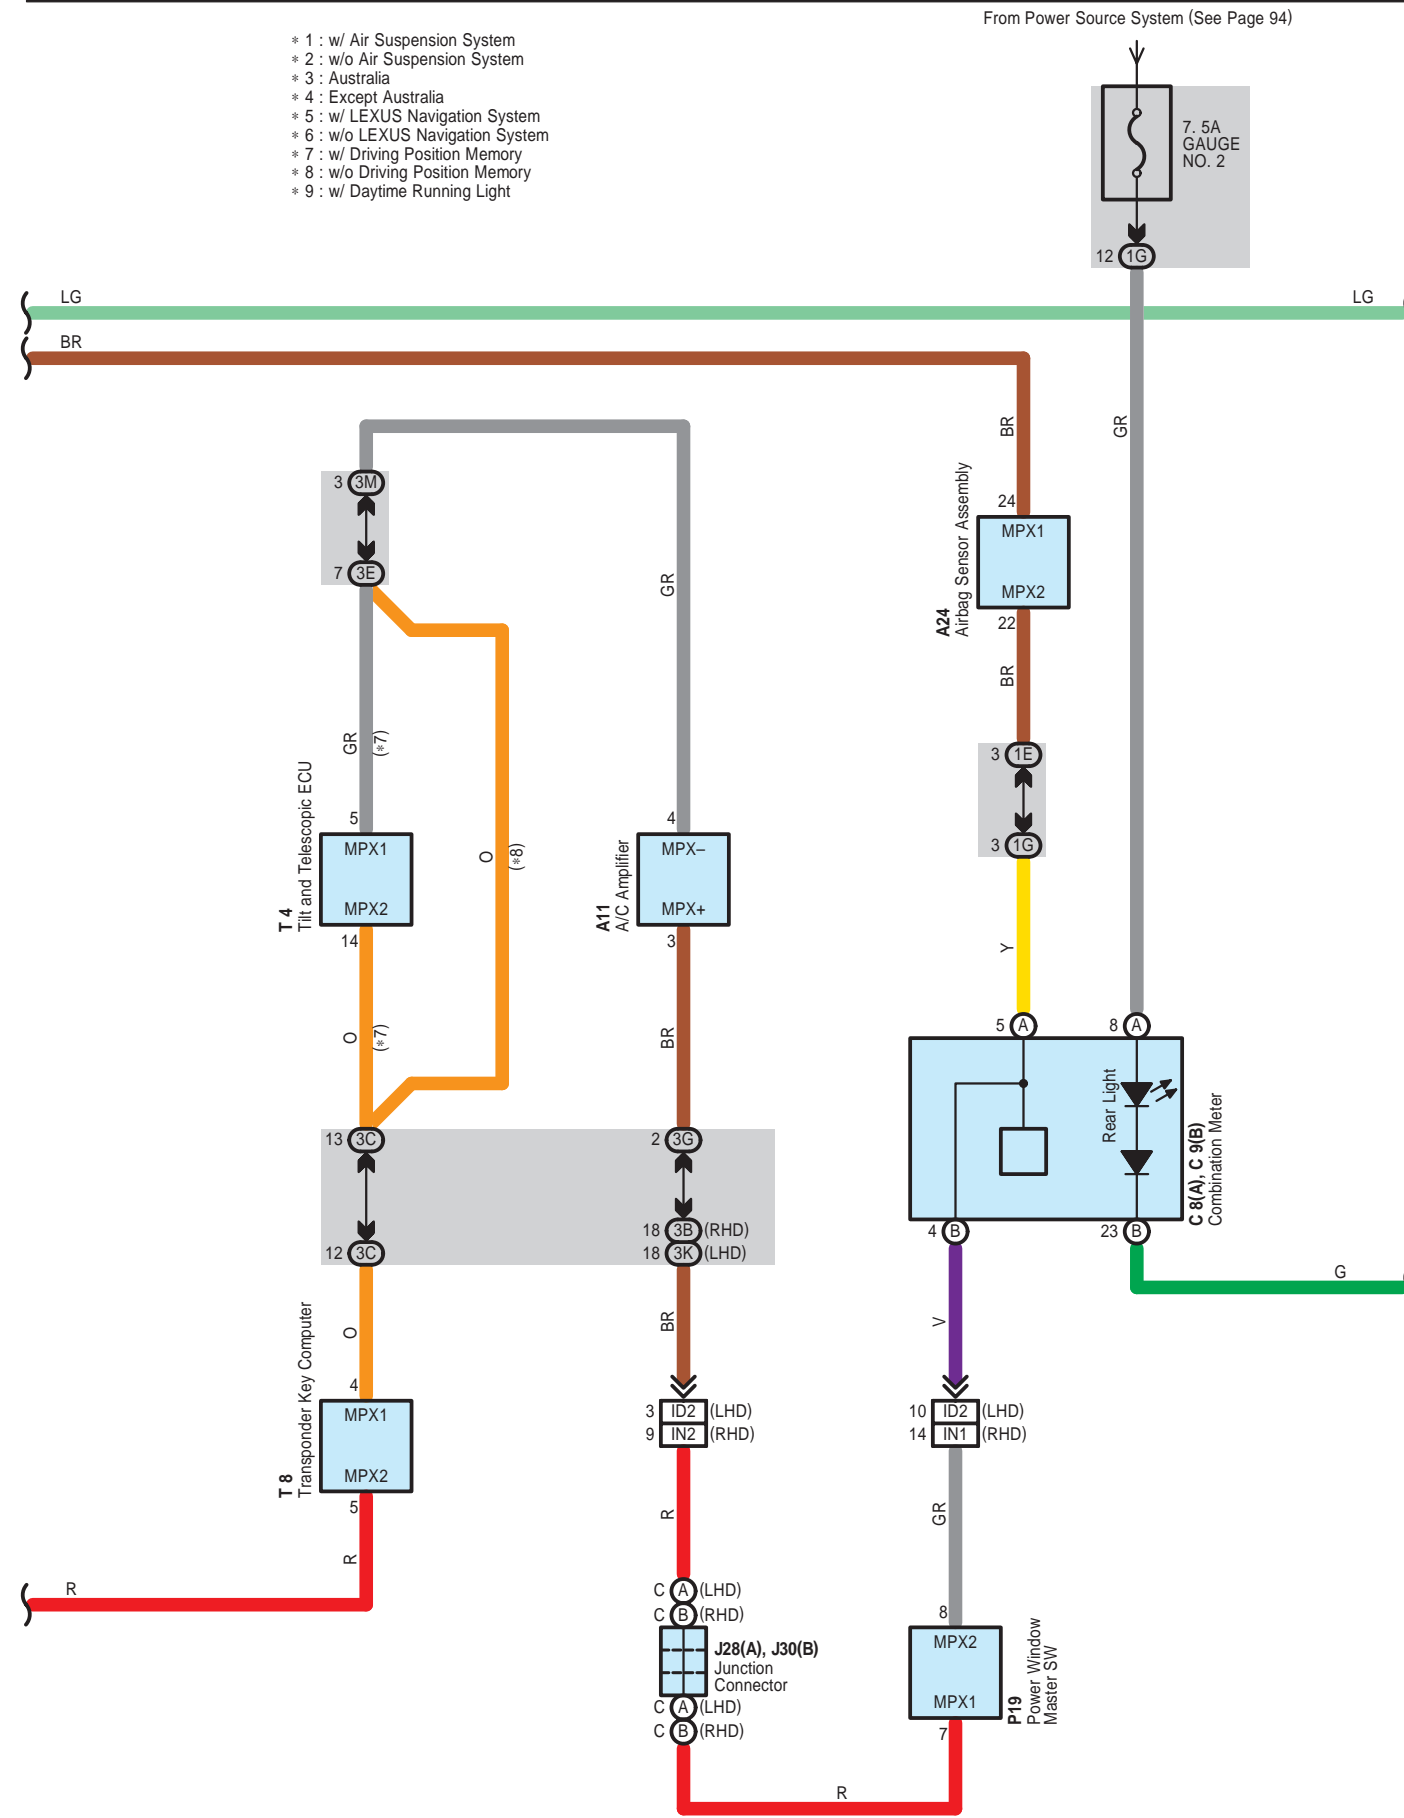 From Power Source System (See Page 94)
* 1 : w/ Air Suspension System
* 2 : w/o Air Suspension System
* 3 : Australia
* 4 : Except Australia
* 5 : w/ LEXUS Navigation System
* 6 : w/o LEXUS Navigation System
* 7 : w/ Driving Position Memory
* 8 : w/o Driving Position Memory
* 9 : w/ Daytime Running Light
7. 5A
GAUGE
NO. 2
12 1G
LG
LG
BR
BR
GR
3 3M
7 3E
GR
24
MPX1
MPX2
22
A24
Airbag Sensor Assembly
BR
GR
(*7)
3 1E
3 1G
5
MPX1
MPX2
14
T 4
Tilt and Telescopic ECU
O
(*8)
4
MPX–
MPX+
3
A11
A/C Amplifier
Y
O
(*7)
BR
5 A
8 A
Rear Light
C 8(A), C 9(B)
Combination Meter
13 3C
2 3G
18 3B (RHD)
12 3C
18 3K (LHD)
4 B
23 B
G
O
BR
V
4
MPX1
MPX2
5
T 8
Transponder Key Computer
3 ID2 (LHD)
9 IN2 (RHD)
10 ID2 (LHD)
14 IN1 (RHD)
R
R
GR
R
C A (LHD)
C B (RHD)
J28(A), J30(B)
Junction
Connector
C A (LHD)
C B (RHD)
8
MPX2
MPX1
7
P19
Power Window
Master SW
R